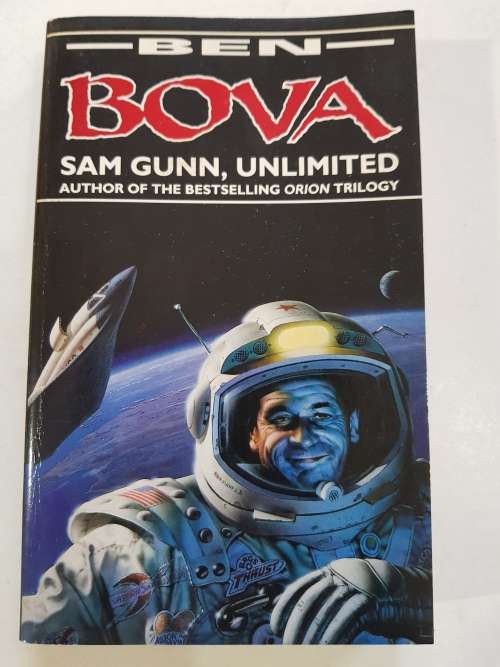 BEN
BOVA
SAM GUNN, UNLIMITED
AUTHOR OF THE BESTSELLING ORION TRILOGY
THRUST